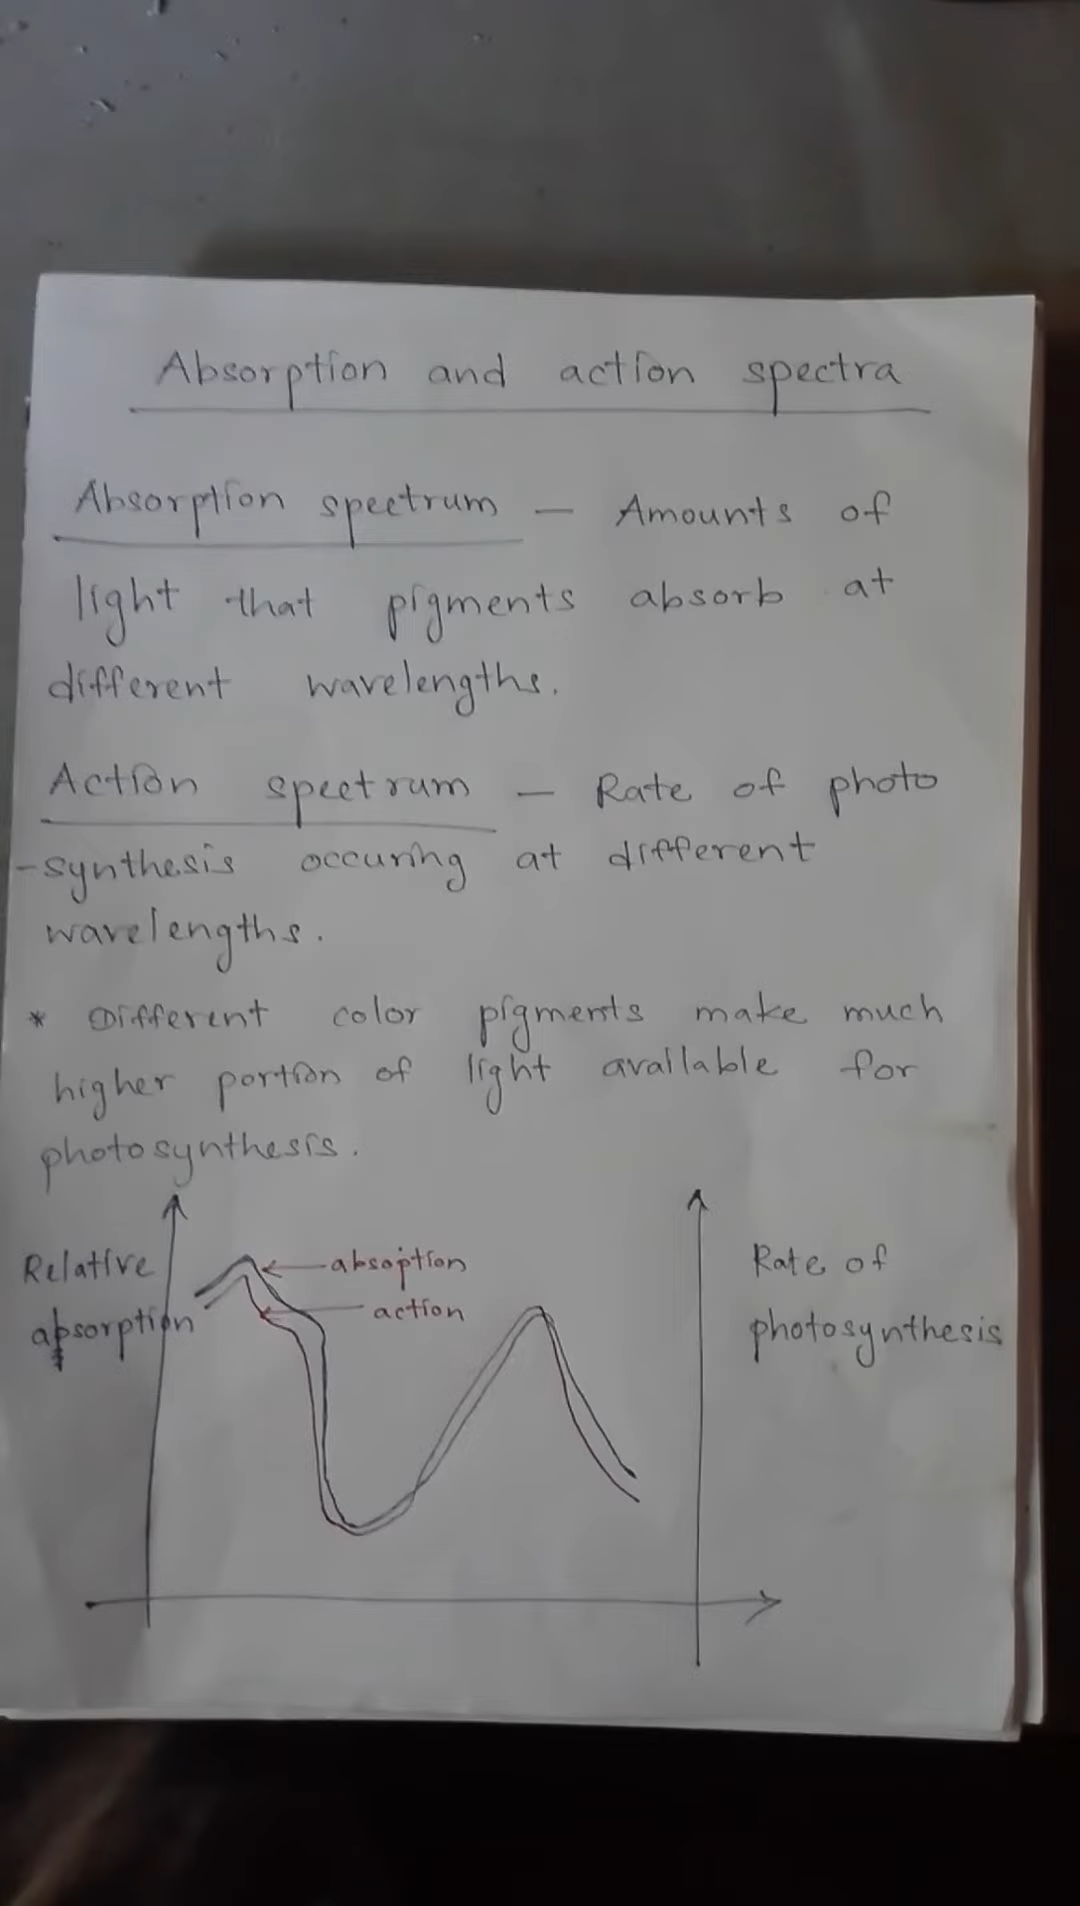 Absorption and action spectra
Absorption spectrum — Amounts of
light that pigments absorb at
different wavelengths.
Action spectrum — Rate of photo
-synthesis occuring at different
wavelengths.
* Different color pigments make much
higher portion of light available for
photosynthesis.
Relative
absorption
absoption
action
Rate of
photosynthesis